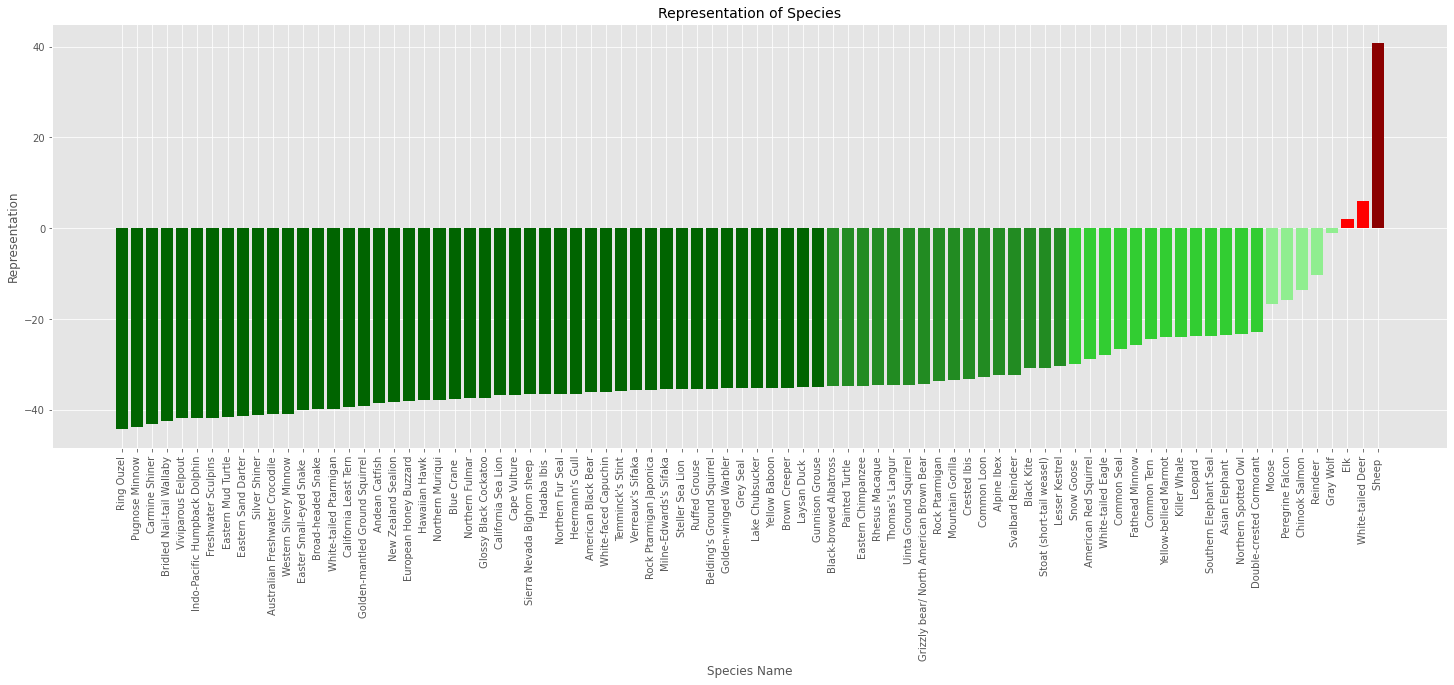 Representation of Species
Representation
40
20
0
−20
−40
Ring Ouzel
Pugnose Minnow
Carmine Shiner
Bridled Nail-tail Wallaby
Viviparous Eelpout
Indo-Pacific Humpback Dolphin
Freshwater Sculpins
Eastern Mud Turtle
Eastern Sand Darter
Silver Shiner
Australian Freshwater Crocodile
Western Silvery Minnow
Easter Small-eyed Snake
Broad-headed Snake
White-tailed Ptarmigan
California Least Tern
Golden-mantled Ground Squirrel
Andean Catfish
New Zealand Sealion
European Honey Buzzard
Hawaiian Hawk
Northern Muriqui
Blue Crane
Northern Fulmar
Glossy Black Cockatoo
California Sea Lion
Cape Vulture
Sierra Nevada Bighorn sheep
Hadaba Ibis
Northern Fur Seal
Heermann's Gull
American Black Bear
White-faced Capuchin
Temminck's Stint
Verreaux's Sifaka
Rock Ptarmigan Japonica
Milne-Edwards's Sifaka
Steller Sea Lion
Ruffed Grouse
Belding's Ground Squirrel
Golden-winged Warbler
Grey Seal
Lake Chubsucker
Yellow Baboon
Brown Creeper
Laysan Duck
Gunnison Grouse
Black-browed Albatross
Painted Turtle
Eastern Chimpanzee
Rhesus Macaque
Thomas's Langur
Uinta Ground Squirrel
Grizzly bear/ North American Brown Bear
Rock Ptarmigan
Mountain Gorilla
Crested Ibis
Common Loon
Alpine Ibex
Svalbard Reindeer
Black Kite
Stoat (short-tail weasel)
Lesser Kestrel
Snow Goose
American Red Squirrel
White-tailed Eagle
Common Seal
Fathead Minnow
Common Tern
Yellow-bellied Marmot
Killer Whale
Leopard
Southern Elephant Seal
Asian Elephant
Northern Spotted Owl
Double-crested Cormorant
Moose
Peregrine Falcon
Chinook Salmon
Reindeer
Gray Wolf
Elk
White-tailed Deer
Sheep
Species Name